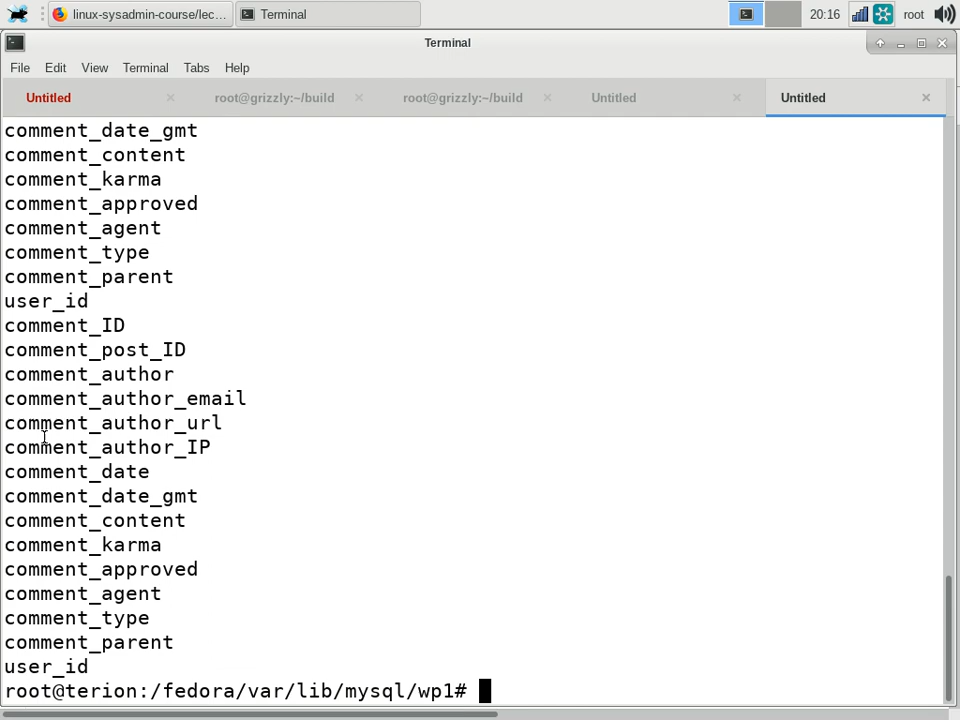 linux-sysadmin-course/lec...
Terminal
20:16
root
Terminal
File Edit View Terminal Tabs Help
Untitled
root@grizzly:~/build
root@grizzly:~/build
Untitled
Untitled
comment_date_gmt
comment_content
comment_karma
comment_approved
comment_agent
comment_type
comment_parent
user_id
comment_ID
comment_post_ID
comment_author
comment_author_email
comment_author_url
comment_author_IP
comment_date
comment_date_gmt
comment_content
comment_karma
comment_approved
comment_agent
comment_type
comment_parent
user_id
root@terion:/fedora/var/lib/mysql/wp1#